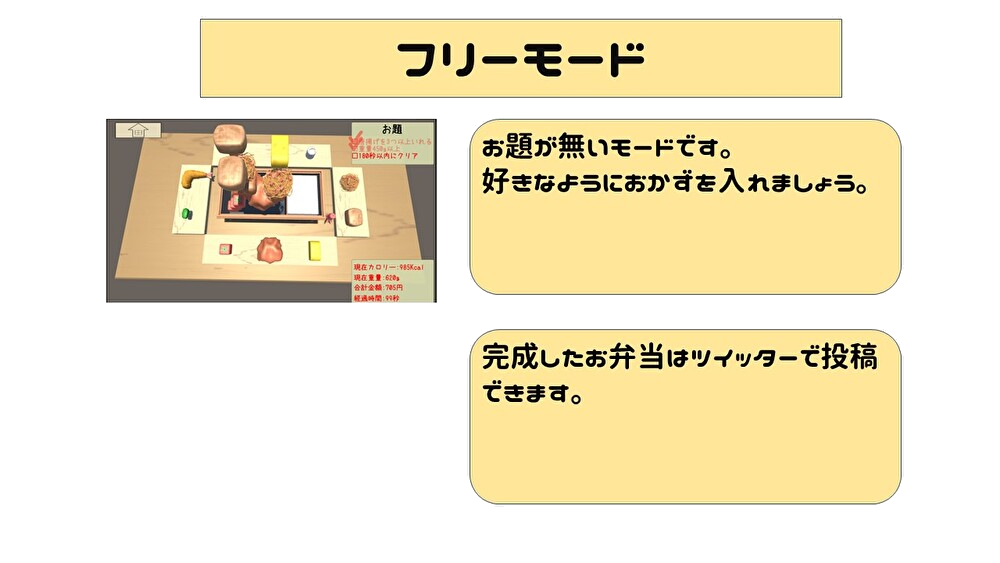 フリーモード
お題
揚げを3つ以上いれる
重量450g以上
□180秒以内にクリア
現在カロリー:985Kcal
現在重量:620g
合計金額:705円
経過時間:99秒
お題が無いモードです。
好きなようにおかずを入れましょう。
完成したお弁当はツイッターで投稿
できます。